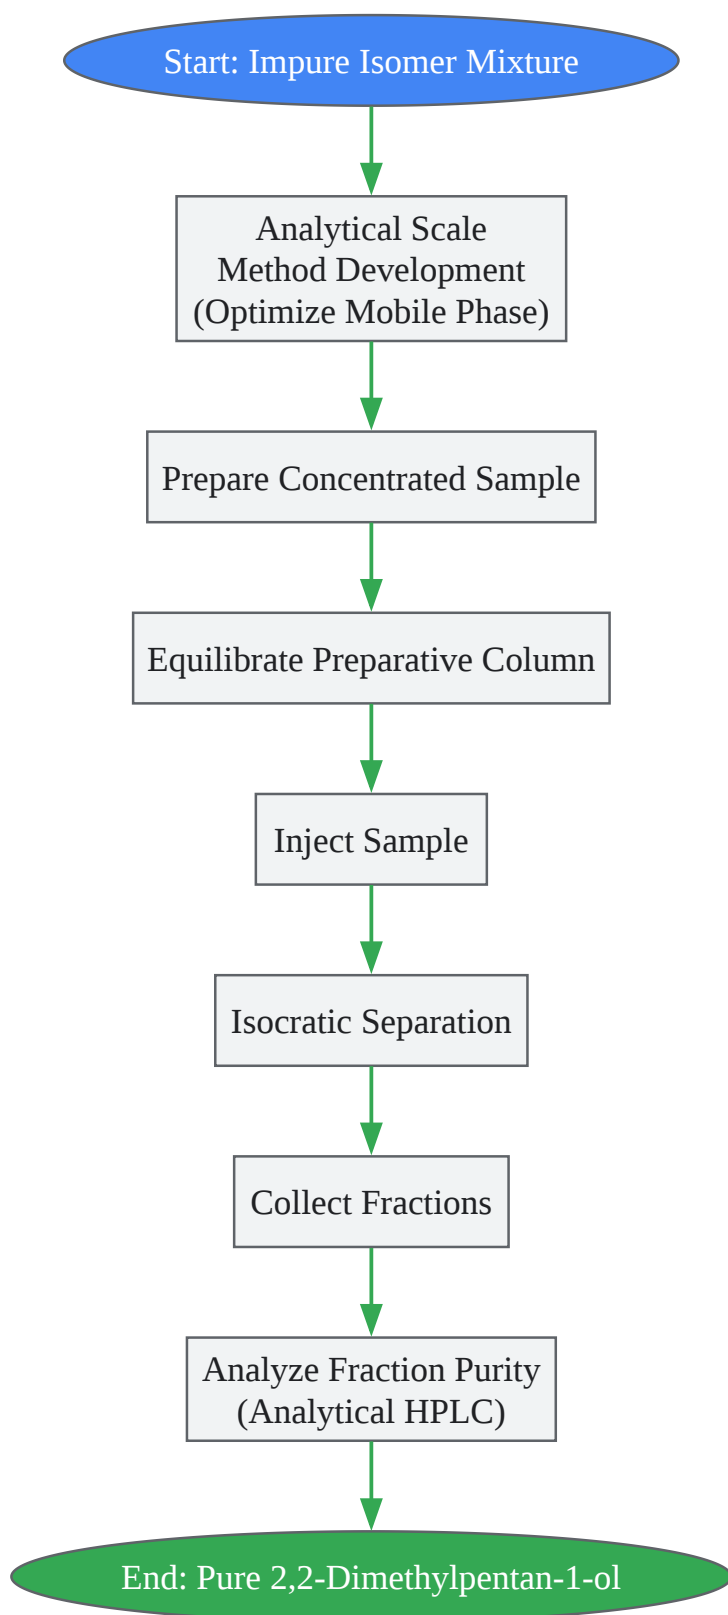 Start: Impure Isomer Mixture
Analytical Scale
Method Development
(Optimize Mobile Phase)
Prepare Concentrated Sample
Equilibrate Preparative Column
Inject Sample
Isocratic Separation
Collect Fractions
Analyze Fraction Purity
(Analytical HPLC)
End: Pure 2,2-Dimethylpentan-1-ol